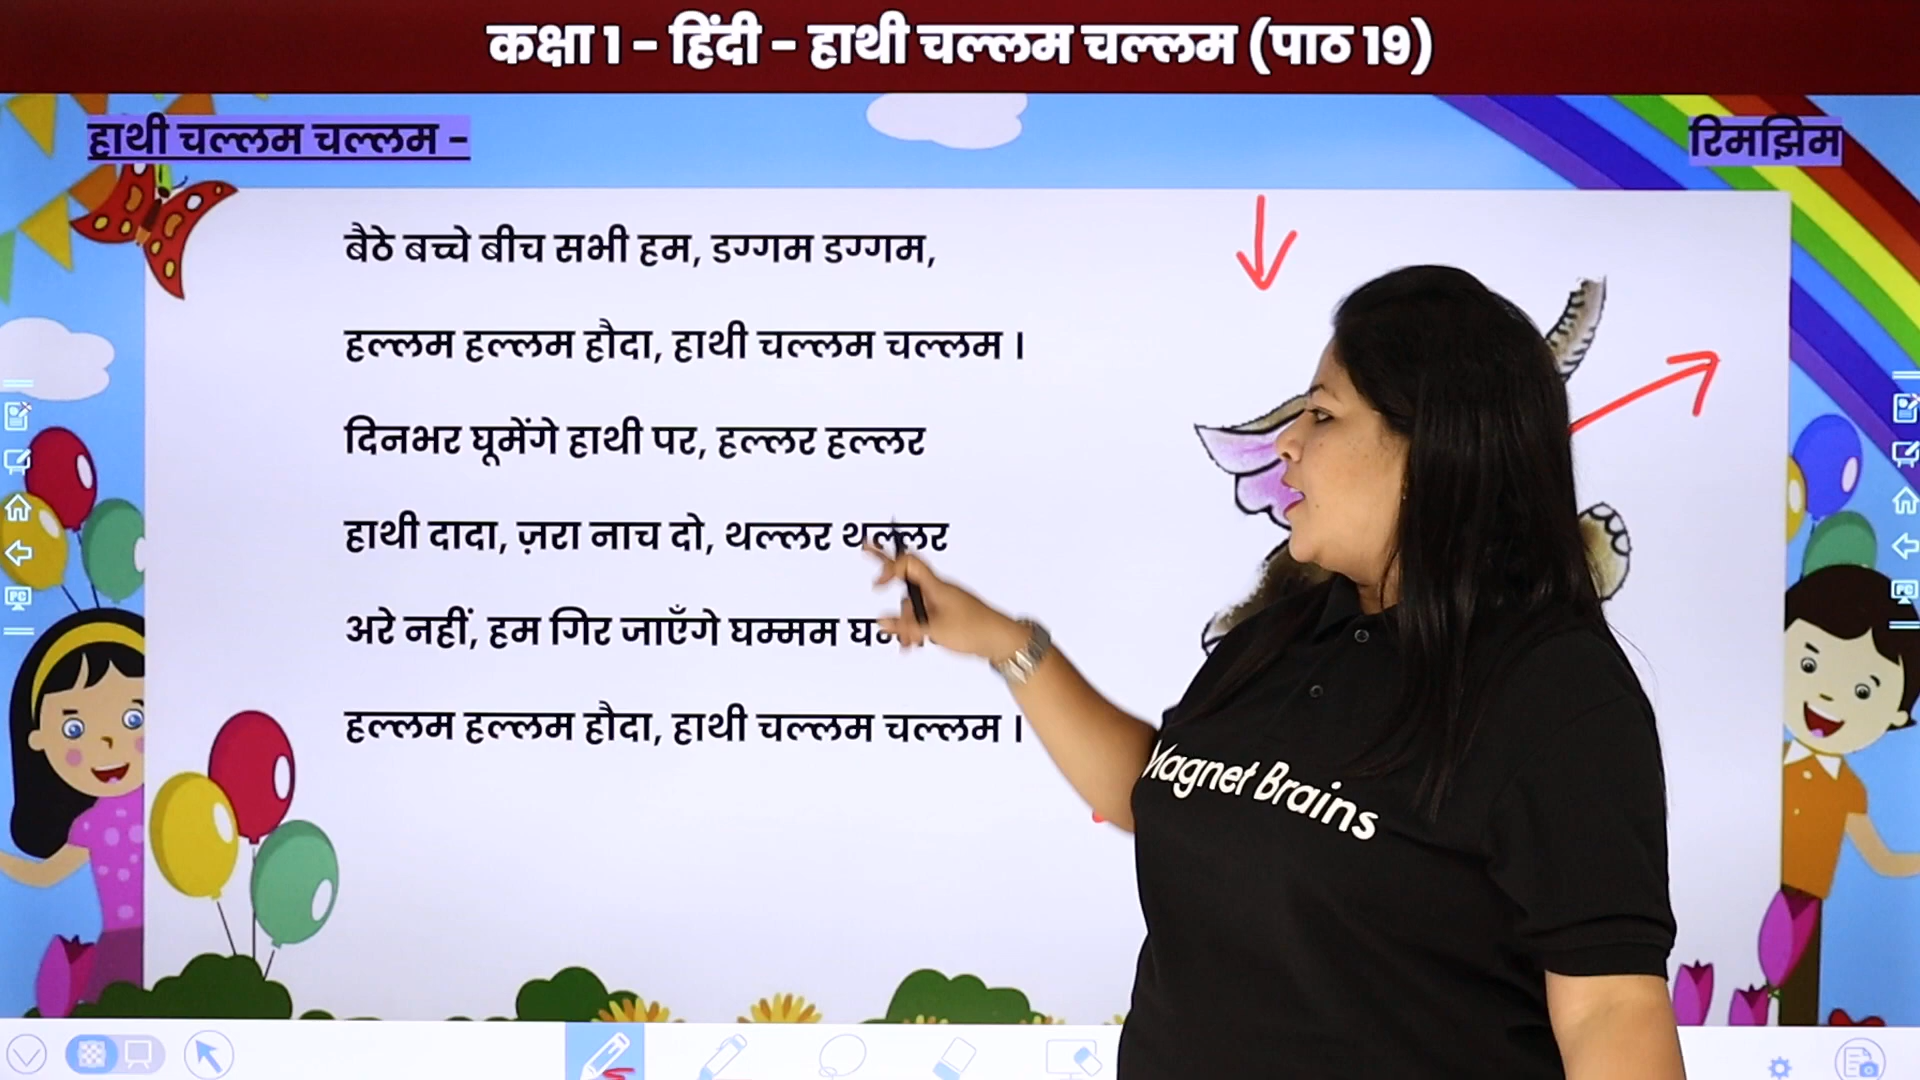 कक्षा 1 - हिंदी - हाथी चल्लम चल्लम (पाठ 19)
हाथी चल्लम चल्लम -
रिमझिम
बैठे बच्चे बीच सभी हम, डग्गम डग्गम,
हल्लम हल्लम हौदा, हाथी चल्लम चल्लम ।
दिनभर घूमेंगे हाथी पर, हल्लर हल्लर
हाथी दादा, ज़रा नाच दो, थल्लर थल्लर
अरे नहीं, हम गिर जाएँगे घम्मम
हल्लम हल्लम हौदा, हाथी चल्लम चल्लम ।
Magnet Brains
PC
PC